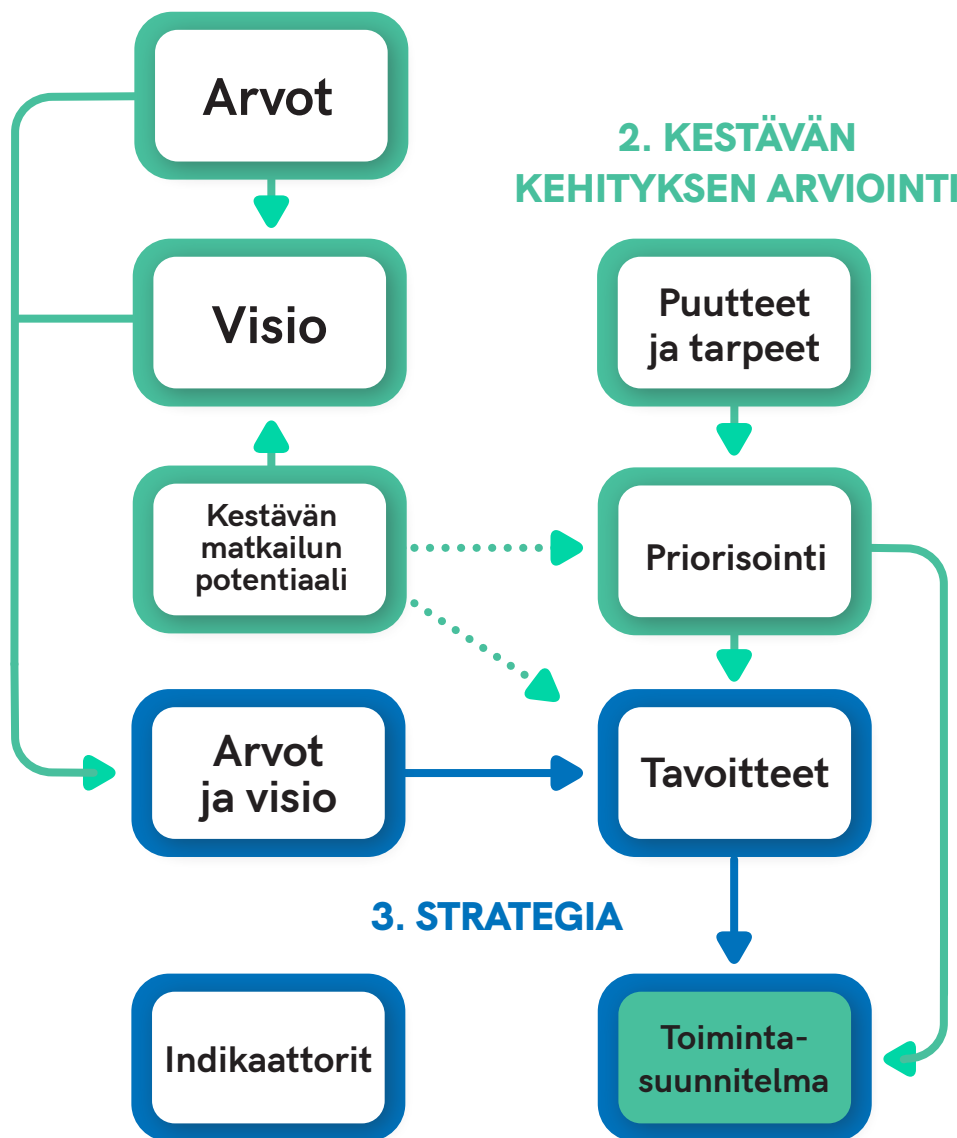 Arvot
2. KESTÄVÄN
KEHITYKSEN ARVIOINTI
Visio
Puutteet
ja tarpeet
Kestävän
matkailun
potentiaali
Priorisointi
Arvot
ja visio
Tavoitteet
3. STRATEGIA
Indikaattorit
Toiminta-
suunnitelma